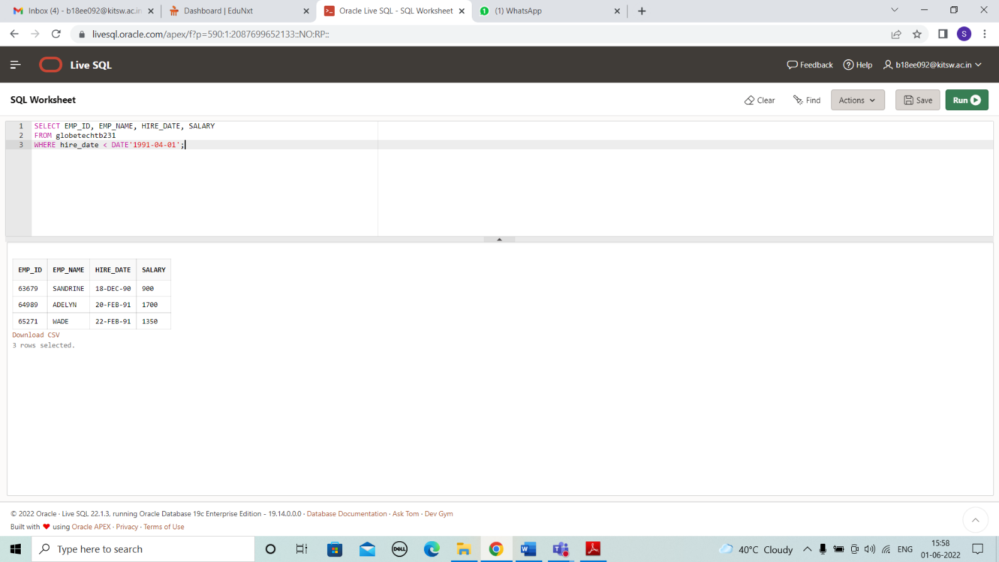 Inbox (4) - b18ee092@kitsw.ac.in
Dashboard | EduNxt
Oracle Live SQL - SQL Worksheet
(1) WhatsApp
livesql.oracle.com/apex/f?p=590:1:2087699652133::NO:RP::
S
Live SQL
Feedback
Help
b18ee092@kitsw.ac.in
SQL Worksheet
Clear
Find
Actions
Save
Run
1 SELECT EMP_ID, EMP_NAME, HIRE_DATE, SALARY
2 FROM globetechtb231
3 WHERE hire_date < DATE'1991-04-01';
EMP_ID EMP_NAME HIRE_DATE SALARY
63679 SANDRINE 18-DEC-90 900
64989 ADELYN 20-FEB-91 1700
65271 WADE 22-FEB-91 1350
Download CSV
3 rows selected.
© 2022 Oracle · Live SQL 22.1.3, running Oracle Database 19c Enterprise Edition - 19.14.0.0.0 · Database Documentation · Ask Tom · Dev Gym
Built with ❤ using Oracle APEX · Privacy · Terms of Use
Type here to search
DELL
40°C Cloudy
ENG
15:58
01-06-2022